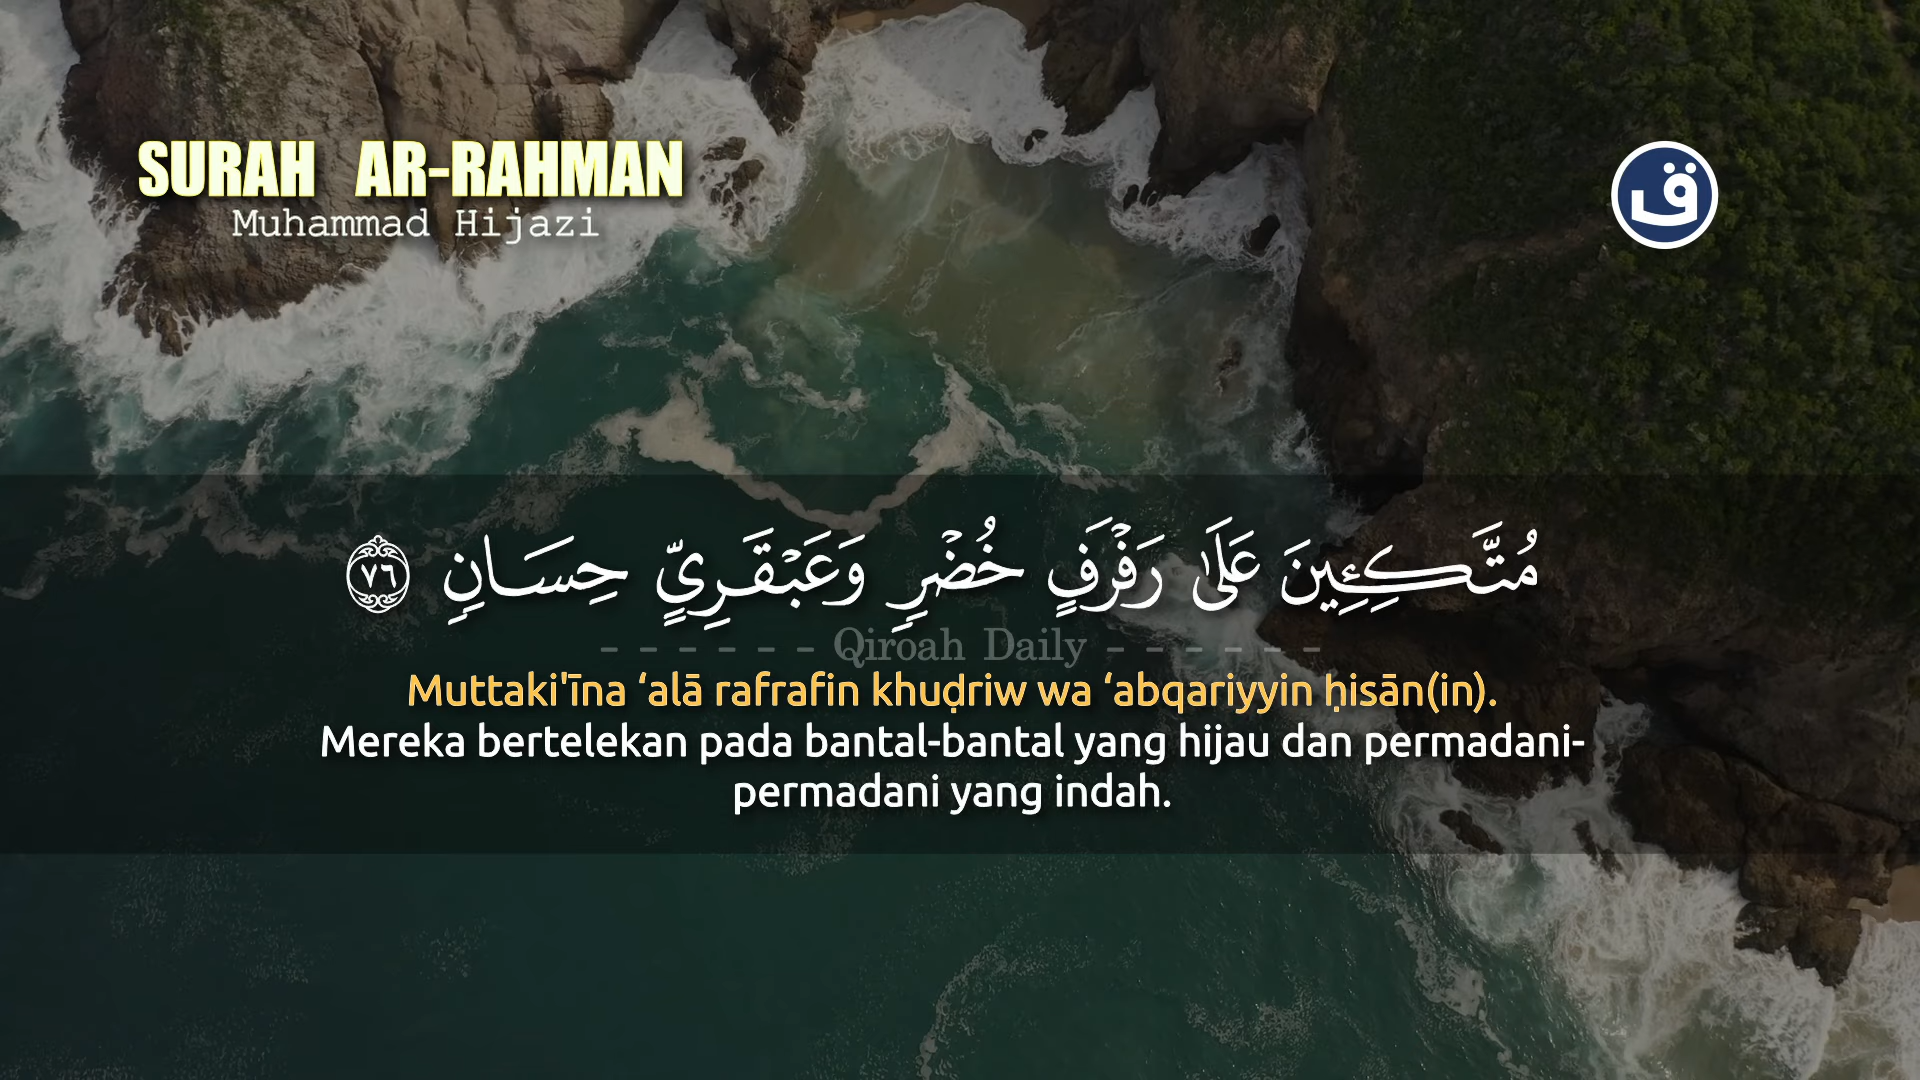 SURAH AR-RAHMAN
Muhammad Hijazi
ق
مُتَّكِـِٔينَ عَلَىٰ رَفْرَفٍ خُضْرٍ وَعَبْقَرِيٍّ حِسَانٍ ٧٦
- - - - - - Qiroah Daily - - - - - -
Muttaki'īna ‘alā rafrafin khuḍriw wa ‘abqariyyin ḥisān(in).
Mereka bertelekan pada bantal-bantal yang hijau dan permadani-
permadani yang indah.